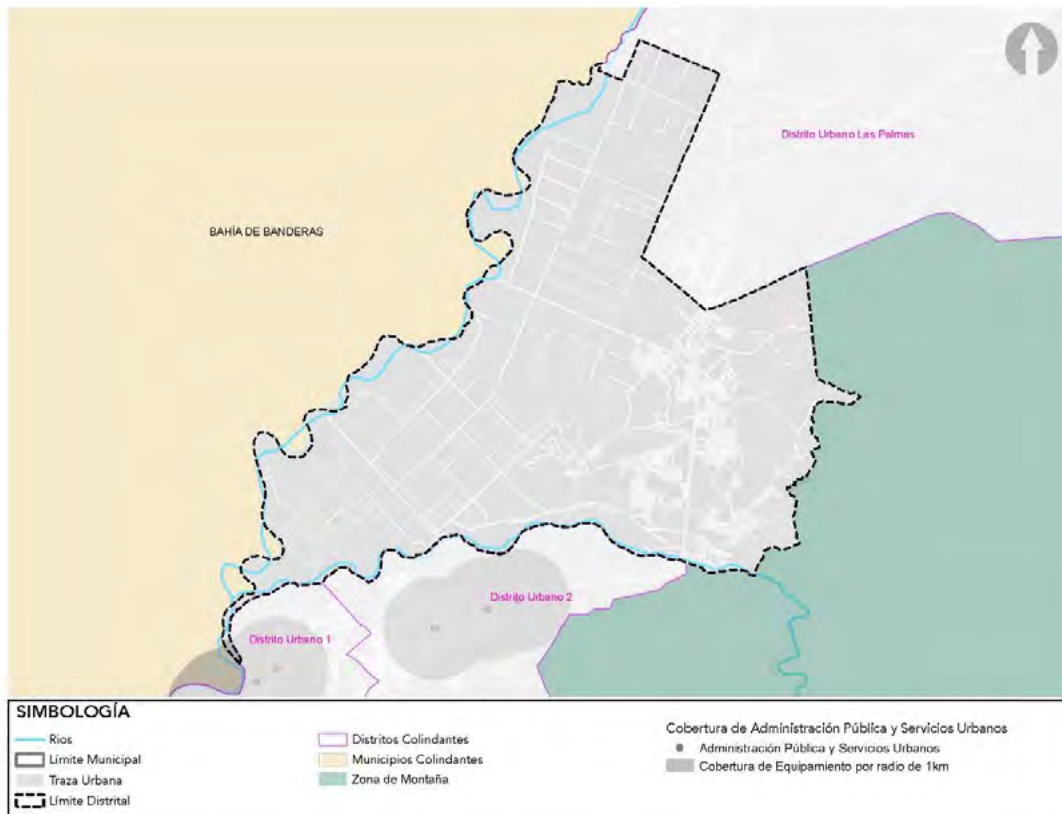 Distrito Urbano Las Palmas
BAHÍA DE BANDERAS
Distrito Urbano 2
Distrito Urbano 1
SIMBOLOGÍA
Rios
Límite Municipal
Traza Urbana
Límite Distrital
Distritos Colindantes
Municipios Colindantes
Zona de Montaña
Cobertura de Administración Pública y Servicios Urbanos
Administración Pública y Servicios Urbanos
Cobertura de Equipamiento por radio de 1km